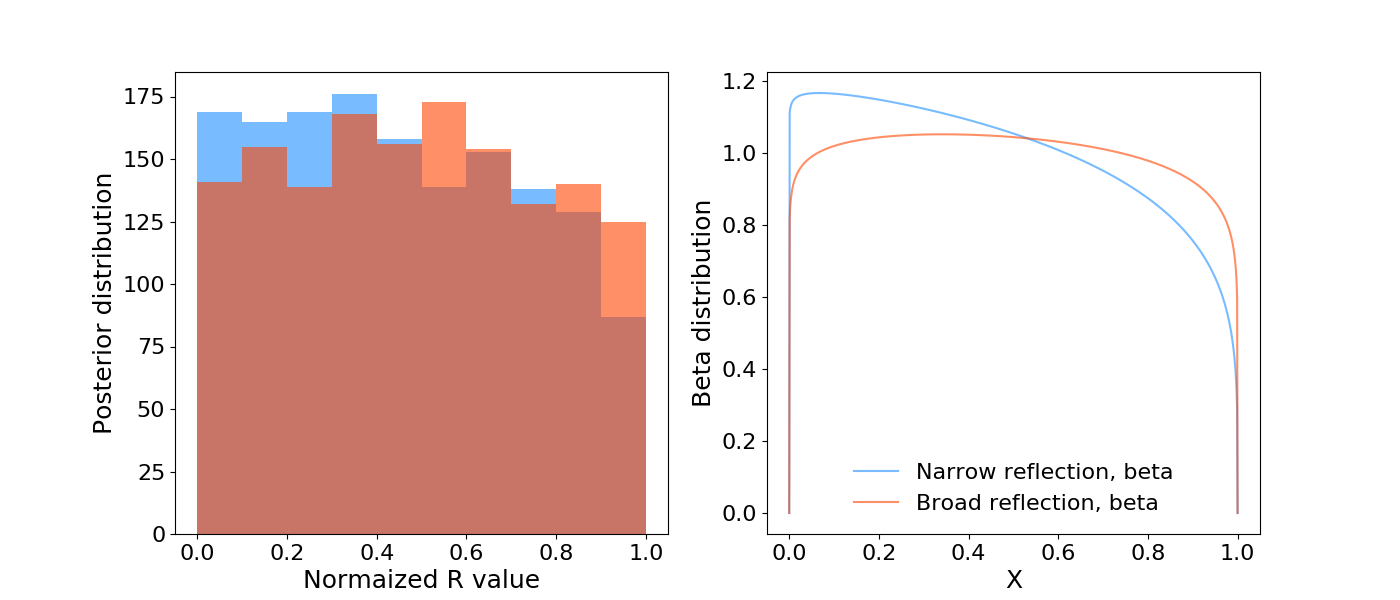 175
150
125
100
75
50
25
0
Posterior distribution
0.0 0.2 0.4 0.6 0.8 1.0
Normaized R value
1.2
1.0
0.8
0.6
0.4
0.2
0.0
Beta distribution
Narrow reflection, beta
Broad reflection, beta
0.0 0.2 0.4 0.6 0.8 1.0
X